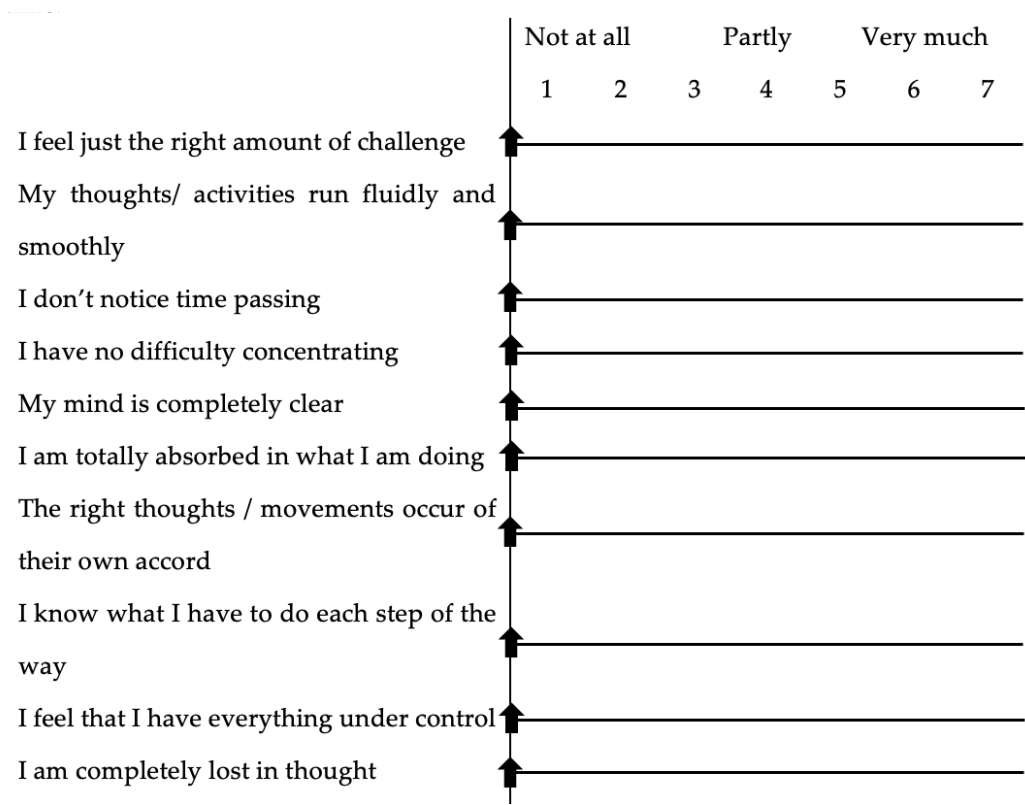 Not at all Partly Very much
1 2 3 4 5 6 7
I feel just the right amount of challenge
My thoughts/ activities run fluidly and
smoothly
I don't notice time passing
I have no difficulty concentrating
My mind is completely clear
I am totally absorbed in what I am doing
The right thoughts / movements occur of
their own accord
I know what I have to do each step of the
way
I feel that I have everything under control
I am completely lost in thought